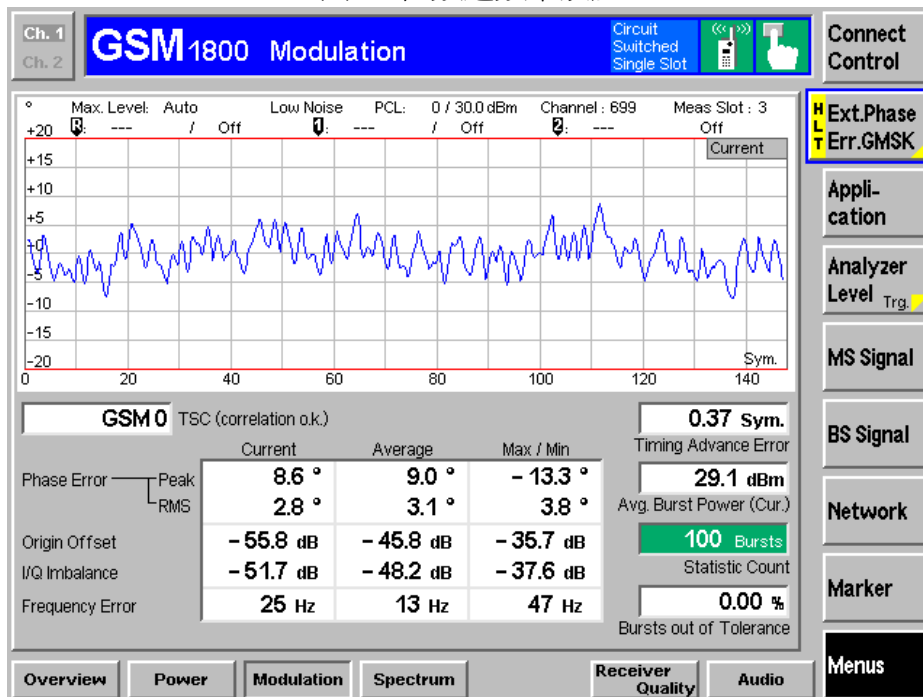 Ch. 1
Ch. 2
GSM1800 Modulation
Circuit
Switched
Single Slot
Connect
Control
° Max. Level: Auto Low Noise PCL: 0 / 30.0 dBm Channel : 699 Meas Slot : 3
R: --- / Off 1: --- / Off 2: --- Off
Current
+20
+15
+10
+5
+0
-5
-10
-15
-20
Sym.
0 20 40 60 80 100 120 140
H
L
T
Ext.Phase
Err.GMSK
Appli-
cation
Analyzer
Level Trg.
MS Signal
BS Signal
Network
Marker
Menus
GSM 0 TSC (correlation o.k.)
Current Average Max / Min
Phase Error Peak 8.6 ° 9.0 ° – 13.3 °
RMS 2.8 ° 3.1 ° 3.8 °
Origin Offset – 55.8 dB – 45.8 dB – 35.7 dB
I/Q Imbalance – 51.7 dB – 48.2 dB – 37.6 dB
Frequency Error 25 Hz 13 Hz 47 Hz
0.37 Sym.
Timing Advance Error
29.1 dBm
Avg. Burst Power (Cur.)
100 Bursts
Statistic Count
0.00 %
Bursts out of Tolerance
Overview Power Modulation Spectrum Receiver Quality Audio